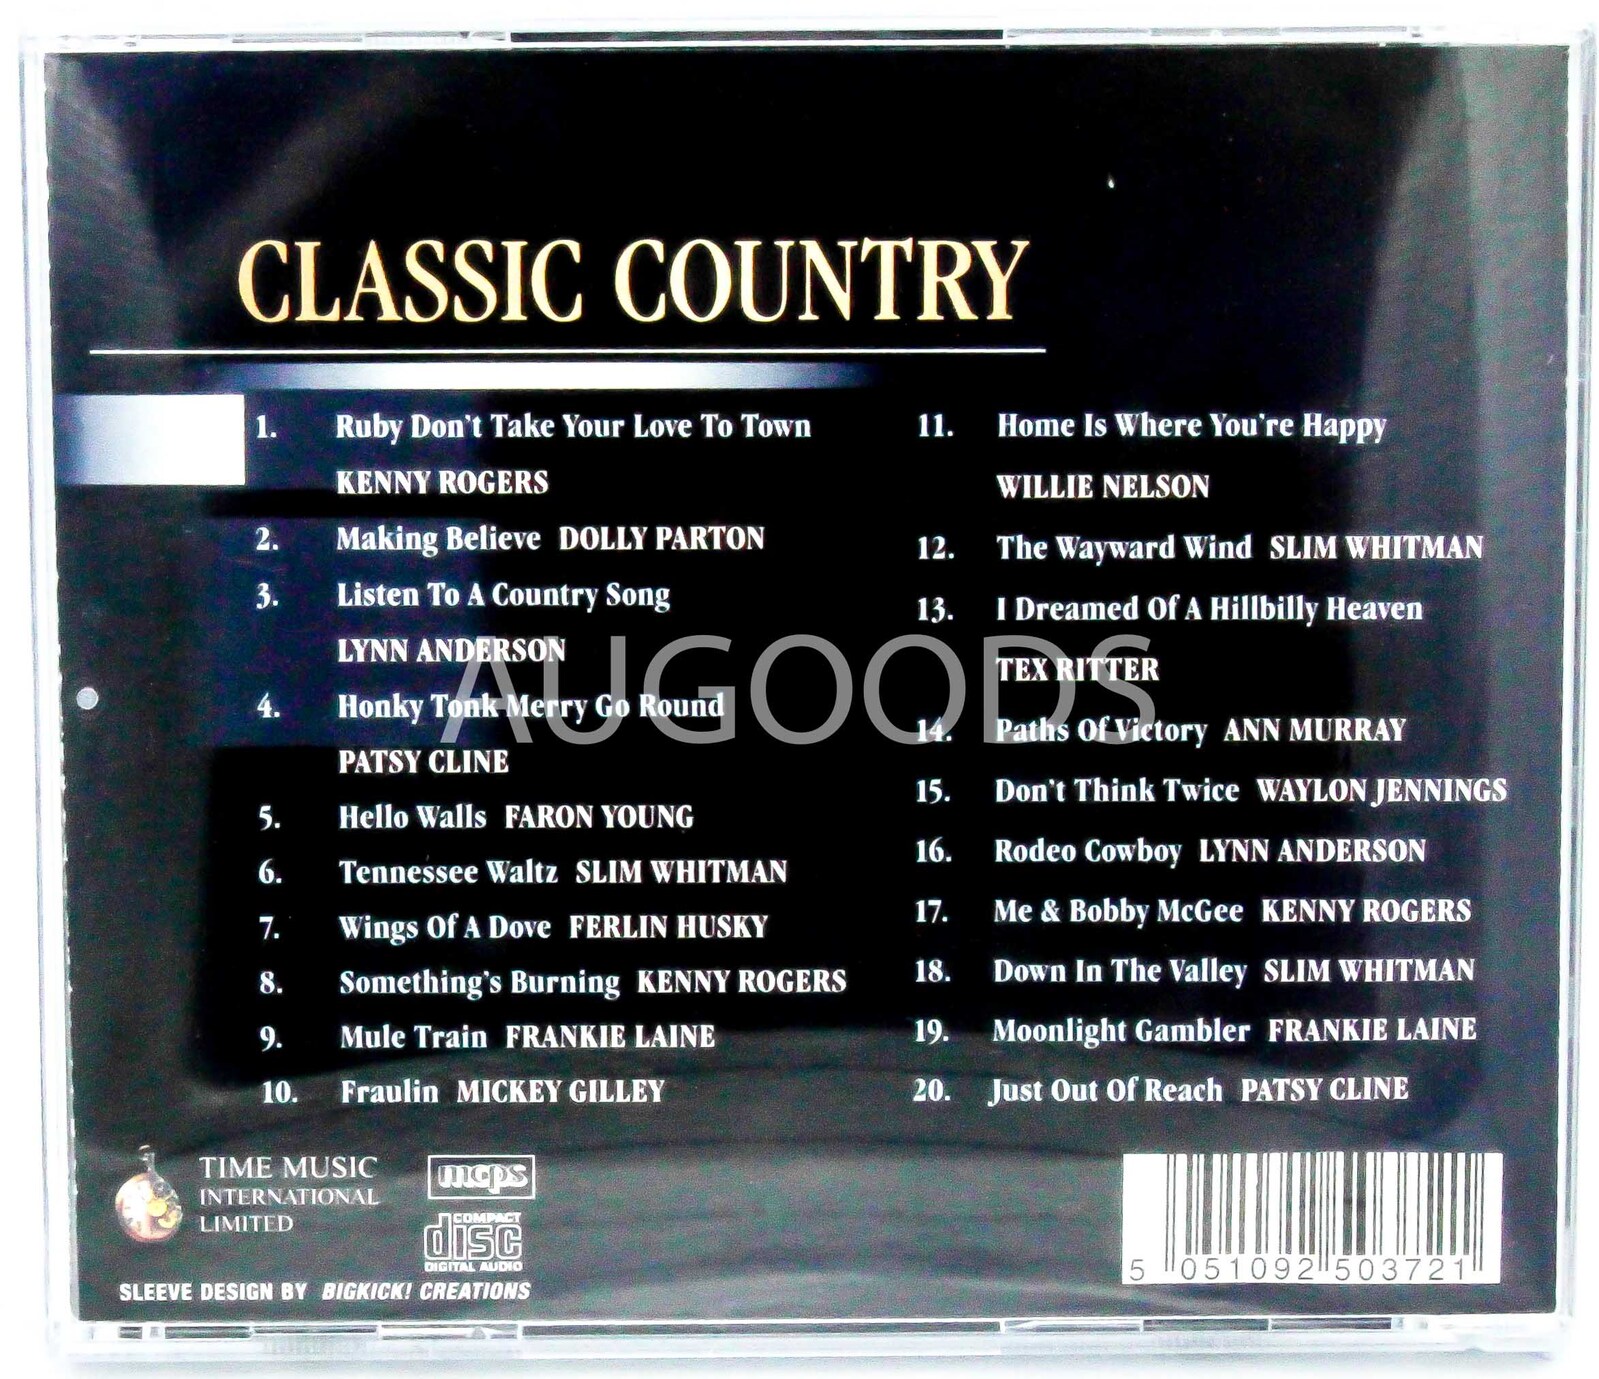 CLASSIC COUNTRY
1. Ruby Don't Take Your Love To Town
KENNY ROGERS
2. Making Believe DOLLY PARTON
3. Listen To A Country Song
LYNN ANDERSON
4. Honky Tonk Merry Go Round
PATSY CLINE
5. Hello Walls FARON YOUNG
6. Tennessee Waltz SLIM WHITMAN
7. Wings Of A Dove FERLIN HUSKY
8. Something's Burning KENNY ROGERS
9. Mule Train FRANKIE LAINE
10. Fraulin MICKEY GILLEY
11. Home Is Where You're Happy
WILLIE NELSON
12. The Wayward Wind SLIM WHITMAN
13. I Dreamed Of A Hillbilly Heaven
TEX RITTER
14. Paths Of Victory ANN MURRAY
15. Don't Think Twice WAYLON JENNINGS
16. Rodeo Cowboy LYNN ANDERSON
17. Me & Bobby McGee KENNY ROGERS
18. Down In The Valley SLIM WHITMAN
19. Moonlight Gambler FRANKIE LAINE
20. Just Out Of Reach PATSY CLINE
AUGOODS
TIME MUSIC
INTERNATIONAL
LIMITED
mcps
COMPACT
disc
DIGITAL AUDIO
SLEEVE DESIGN BY BIGKICK! CREATIONS
5 051092 503721